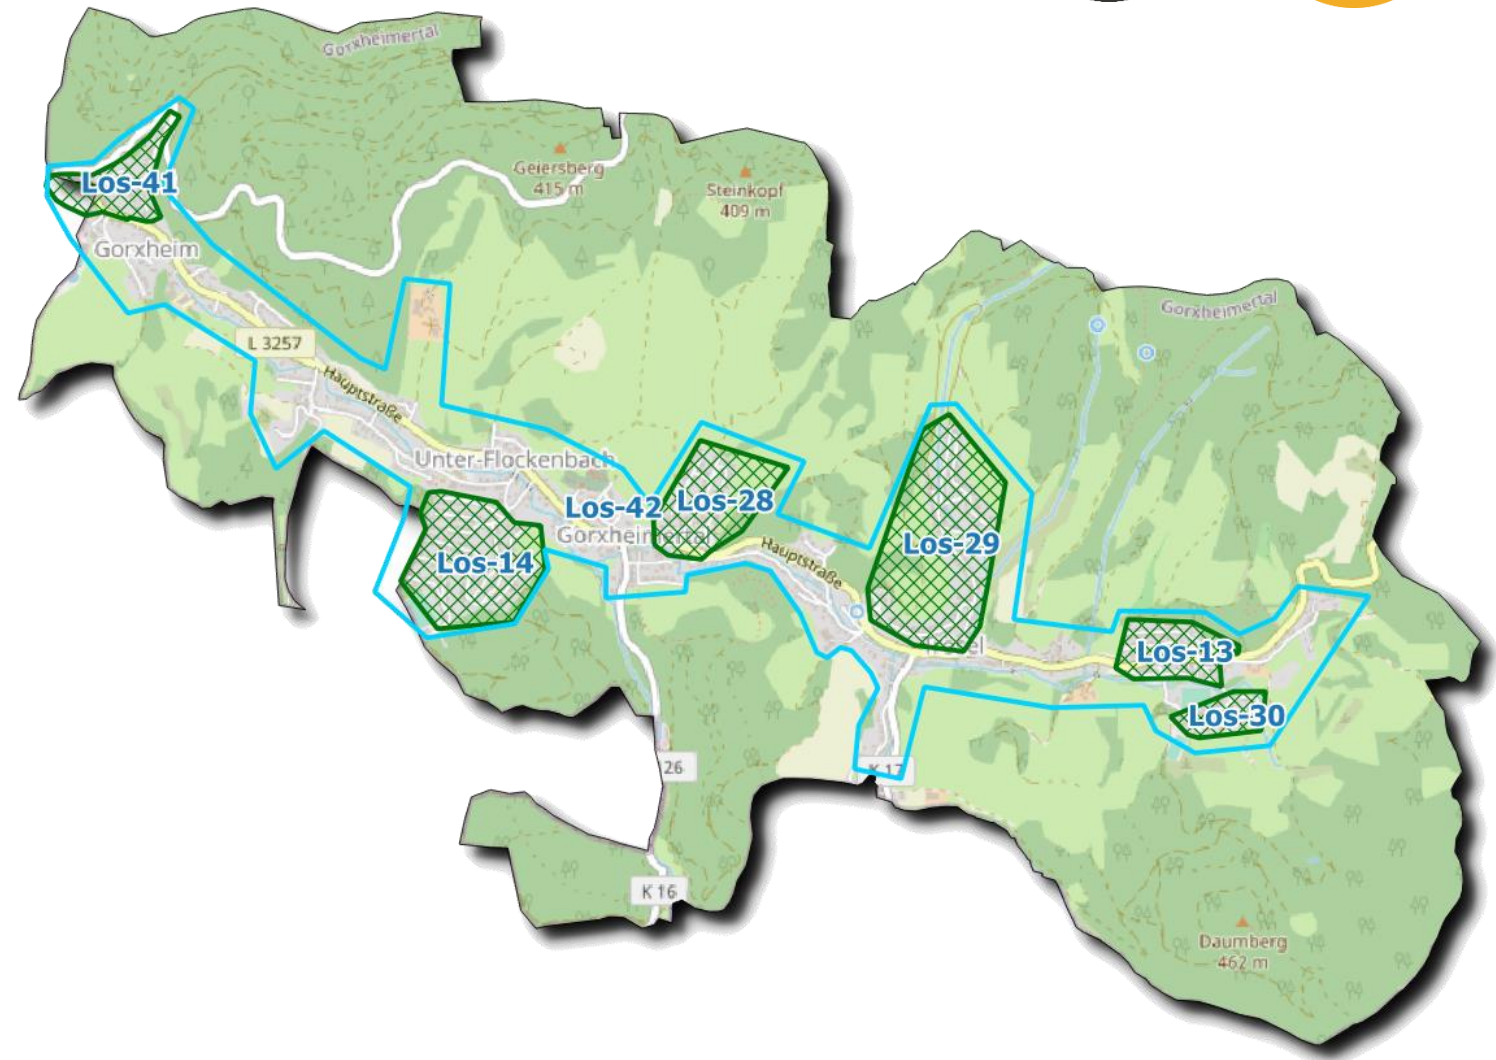 Gorxheimertal
Geiersberg
415 m
Steinkopf
409 m
Los-41
Gorxheim
Gorxheimertal
L 3257
Hauptstraße
Unter-Flockenbach
Los-42
Los-28
Gorxheimertal
Hauptstraße
Los-14
Los-29
Los-13
Los-30
26
K 17
K 16
Daumberg
462 m